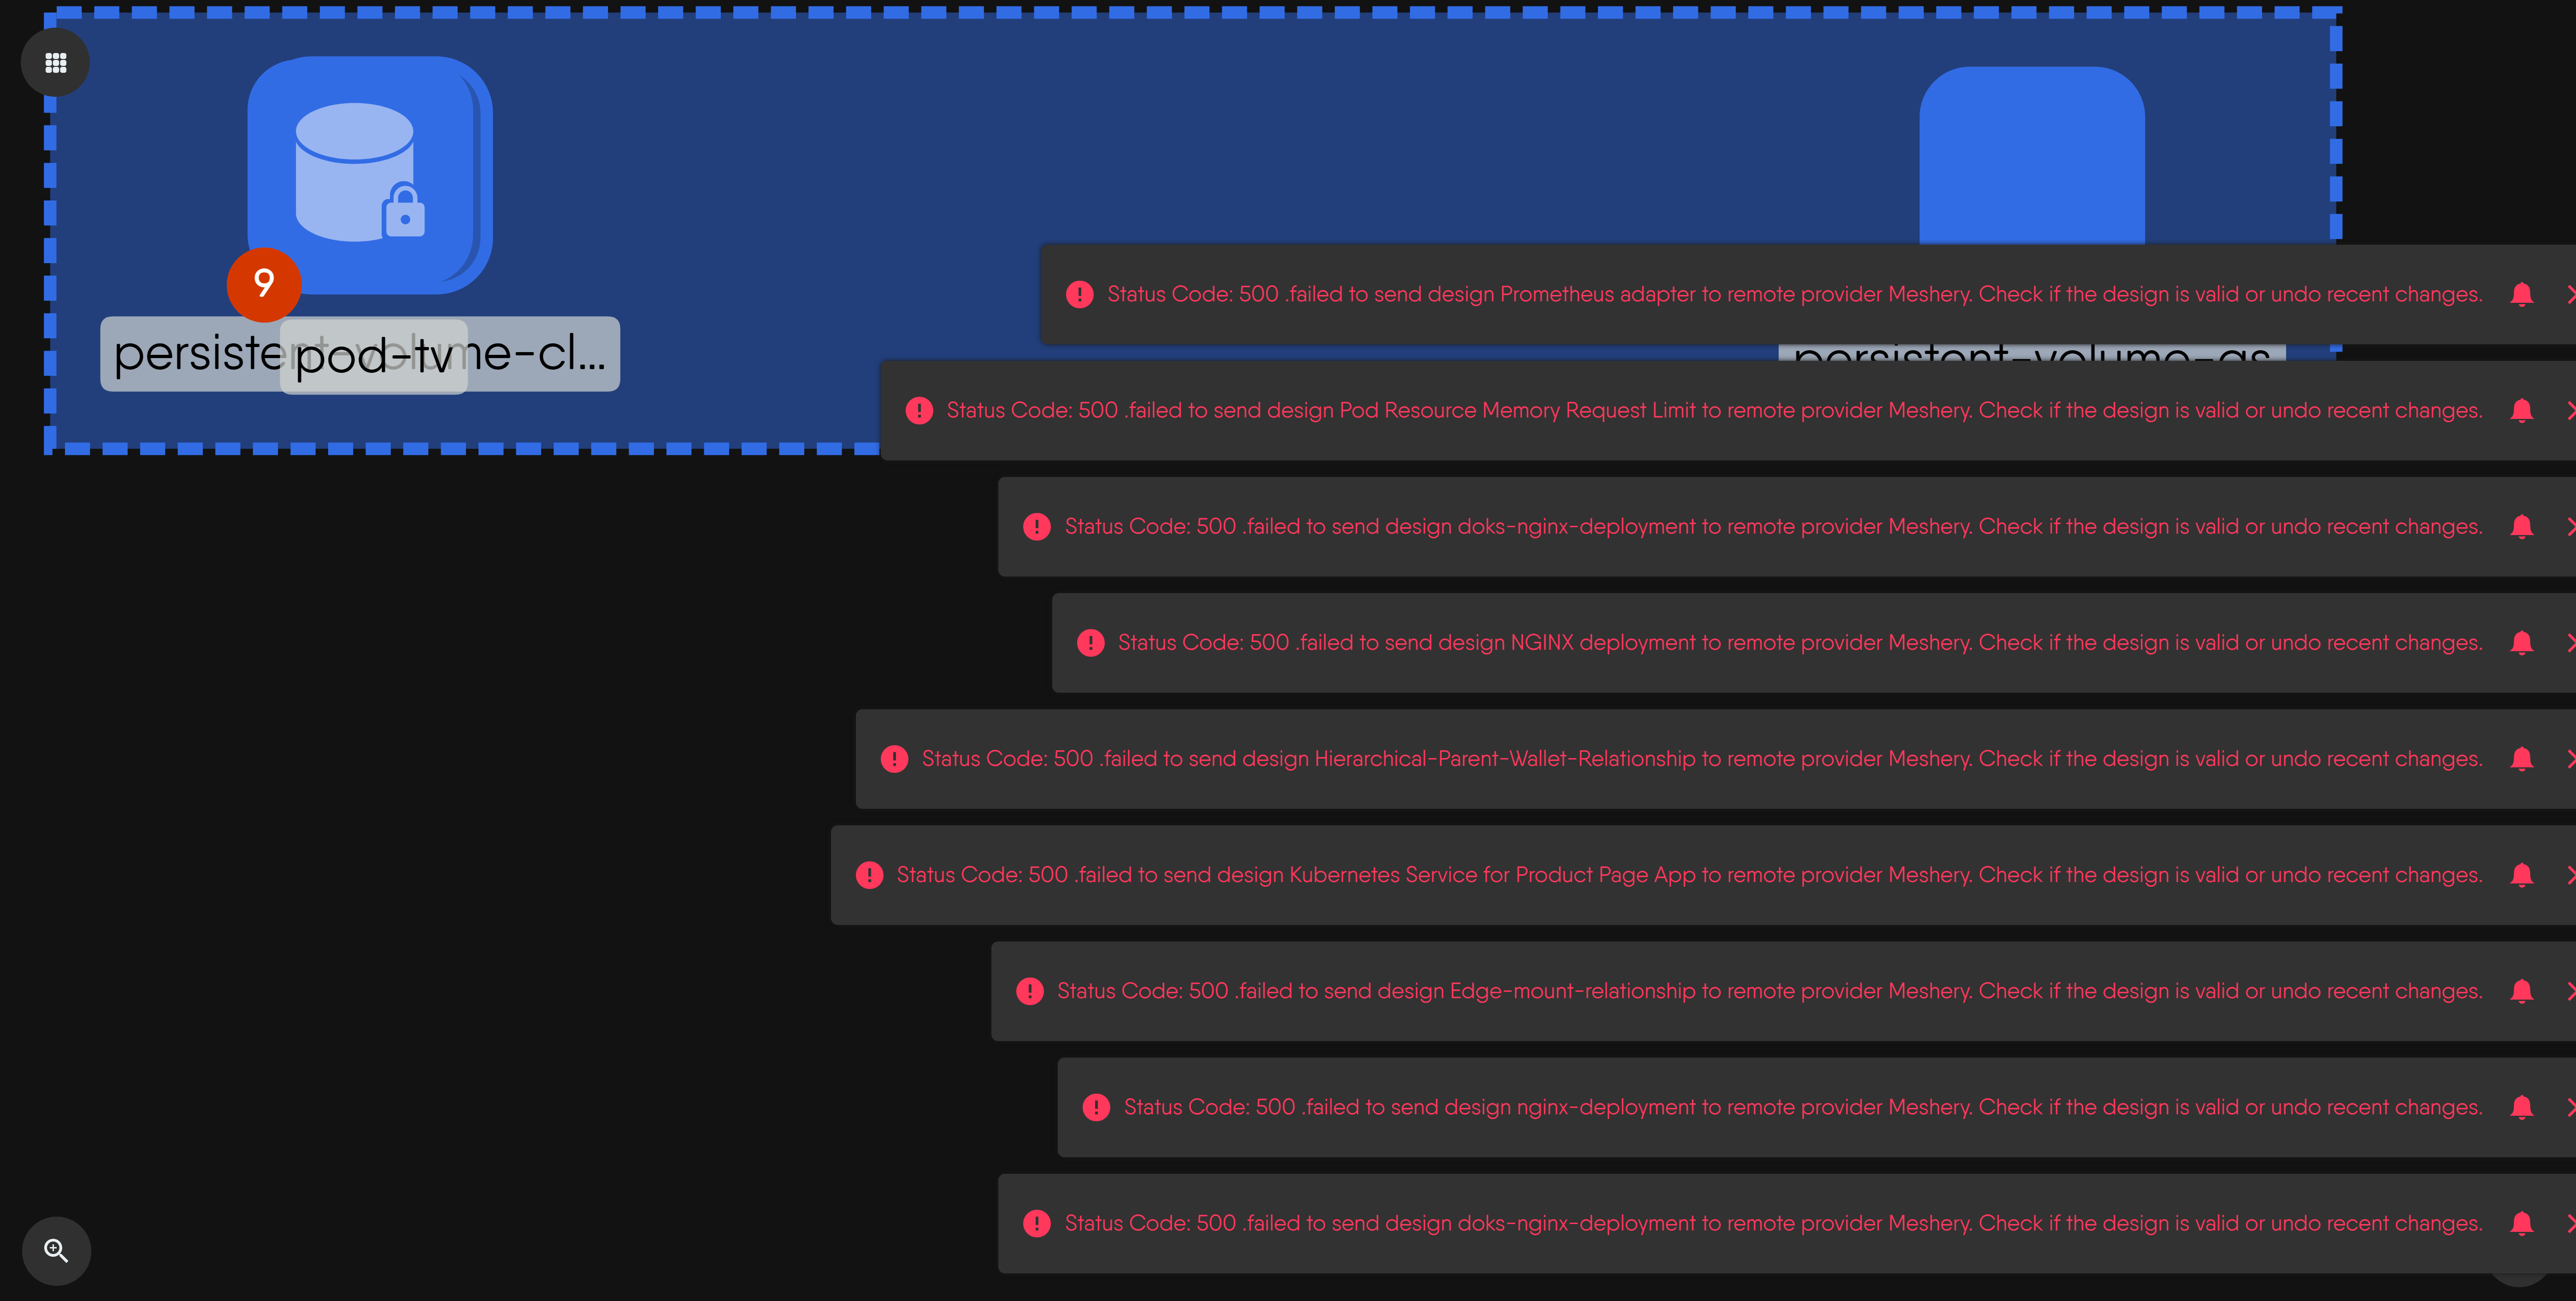 9
persistent-volume-cl...
pod-tv
Status Code: 500 .failed to send design Prometheus adapter to remote provider Meshery. Check if the design is valid or undo recent changes.
persistent-volume-qs
Status Code: 500 .failed to send design Pod Resource Memory Request Limit to remote provider Meshery. Check if the design is valid or undo recent changes.
Status Code: 500 .failed to send design doks-nginx-deployment to remote provider Meshery. Check if the design is valid or undo recent changes.
Status Code: 500 .failed to send design NGINX deployment to remote provider Meshery. Check if the design is valid or undo recent changes.
Status Code: 500 .failed to send design Hierarchical-Parent-Wallet-Relationship to remote provider Meshery. Check if the design is valid or undo recent changes.
Status Code: 500 .failed to send design Kubernetes Service for Product Page App to remote provider Meshery. Check if the design is valid or undo recent changes.
Status Code: 500 .failed to send design Edge-mount-relationship to remote provider Meshery. Check if the design is valid or undo recent changes.
Status Code: 500 .failed to send design nginx-deployment to remote provider Meshery. Check if the design is valid or undo recent changes.
Status Code: 500 .failed to send design doks-nginx-deployment to remote provider Meshery. Check if the design is valid or undo recent changes.